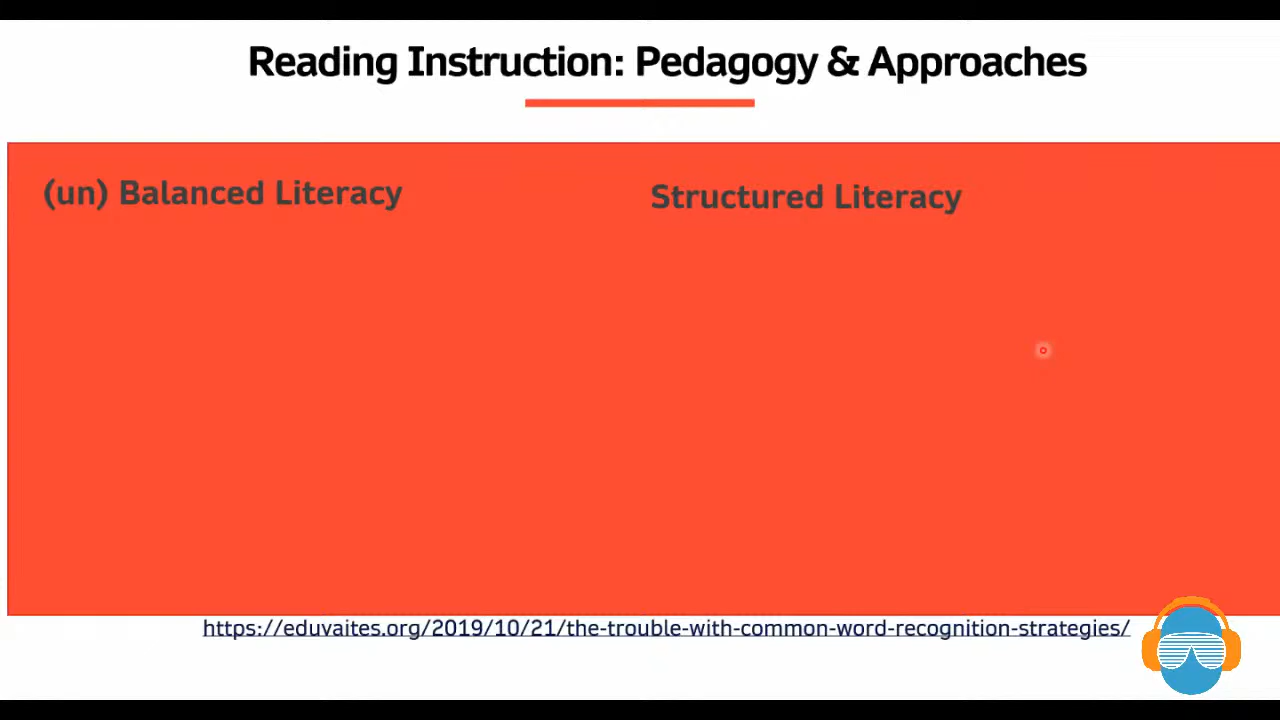 Reading Instruction: Pedagogy & Approaches
(un) Balanced Literacy
Structured Literacy
https://eduvaites.org/2019/10/21/the-trouble-with-common-word-recognition-strategies/